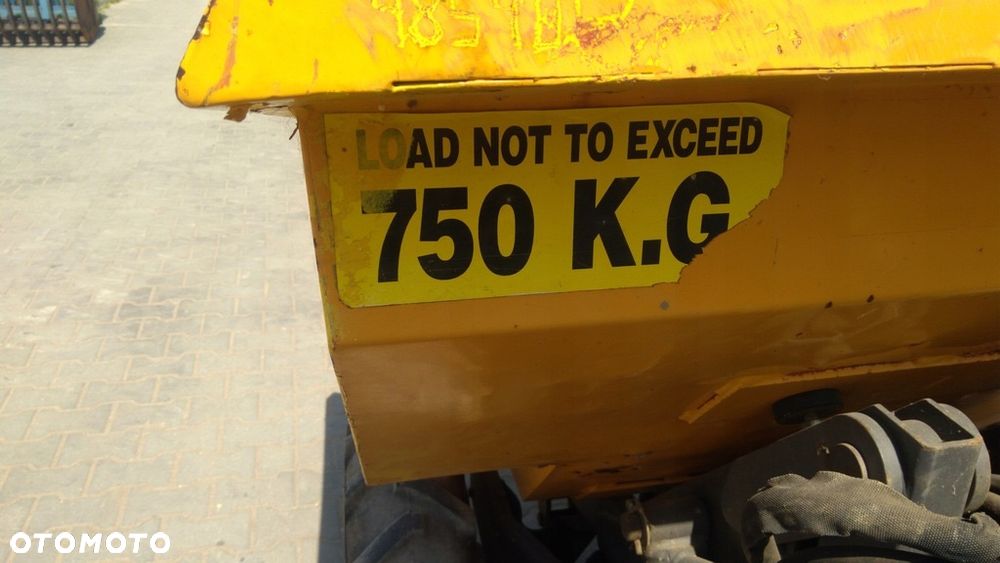 LOAD NOT TO EXCEED
750 K.G
OTOMOTO